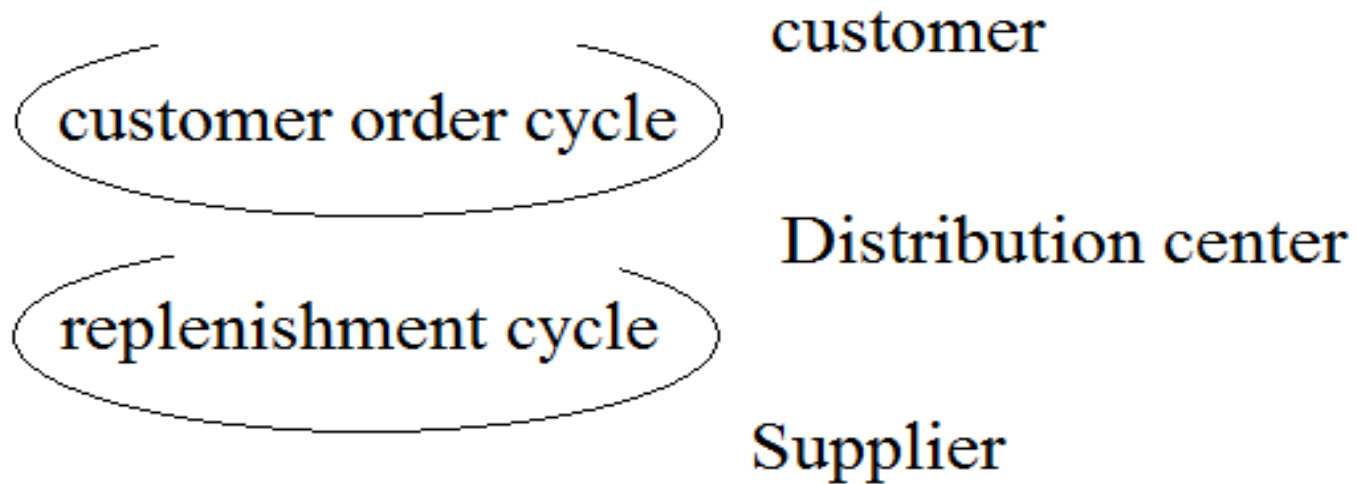 customer
customer order cycle
Distribution center
replenishment cycle
Supplier